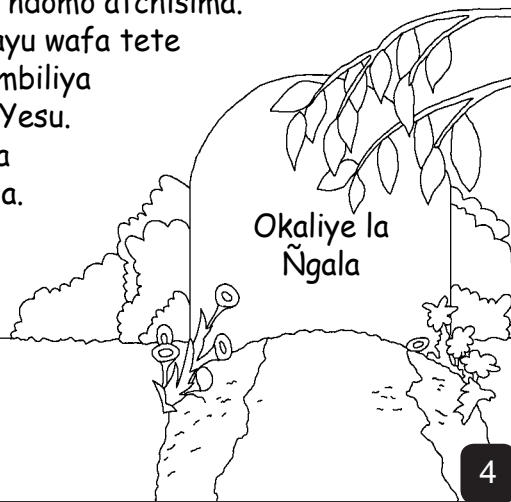 ndomo atchisima.
ayu wafa tete
mbiliya
Yesu.
a
a.
Okaliye la
Ñgala
4